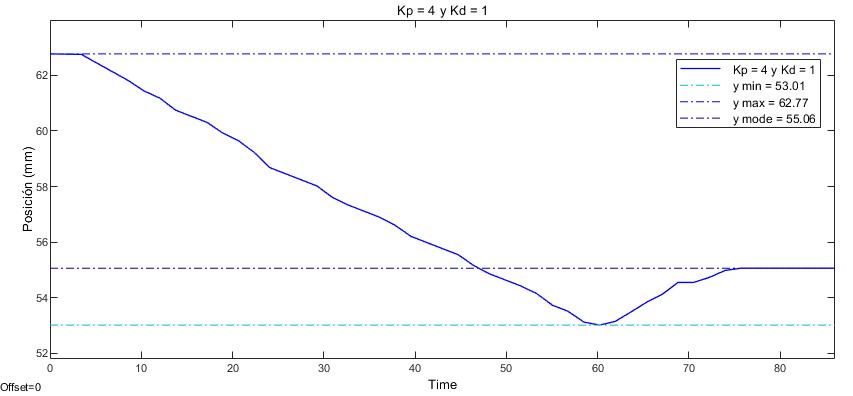 Kp = 4 y Kd = 1
Posición (mm)
62
60
58
56
54
52
Kp = 4 y Kd = 1
y min = 53.01
y max = 62.77
y mode = 55.06
0 10 20 30 40 50 60 70 80
Time
Offset=0